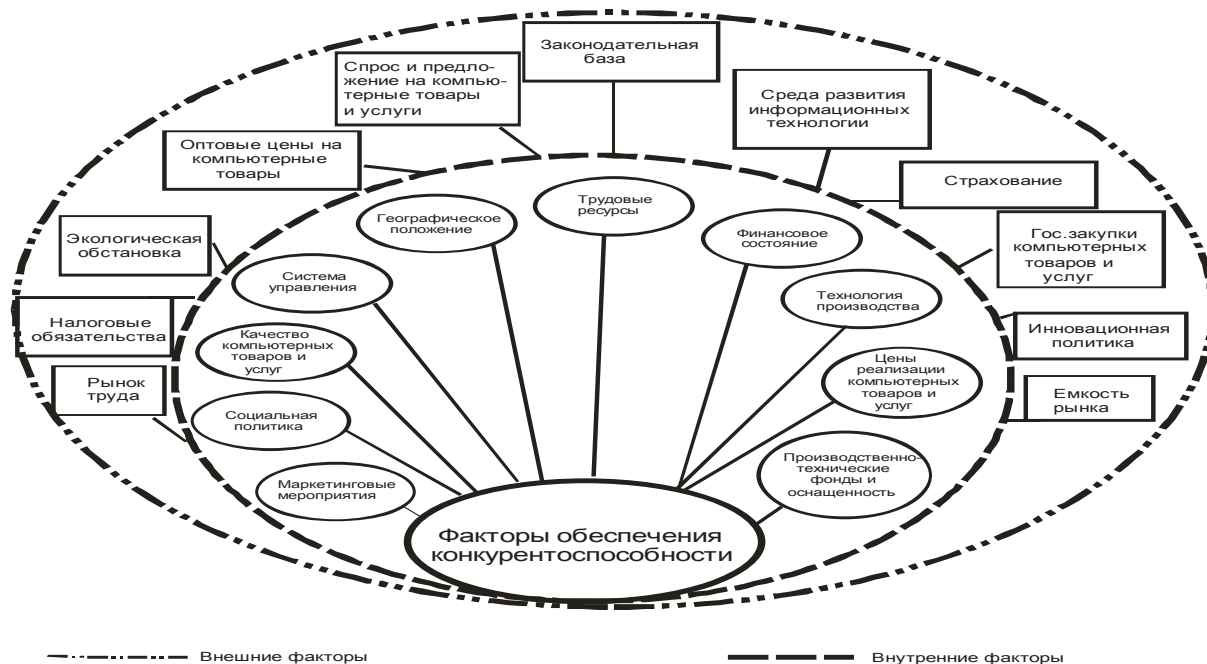 Законодательная
база
Спрос и предло-
жение на компью-
терные товары
и услуги
Среда развития
информационных
технологии
Оптовые цены на
компьютерные
товары
Страхование
Экологическая
обстановка
Гос.закупки
компьютерных
товаров и
услуг
Налоговые
обязательства
Инновационная
политика
Рынок
труда
Емкость
рынка
Географическое
положение
Трудовые
ресурсы
Финансовое
состояние
Система
управления
Технология
производства
Качество
компьютерных
товаров и
услуг
Цены
реализации
компьютерных
товаров и
услуг
Социальная
политика
Маркетинговые
мероприятия
Производственно-
технические
фонды и
оснащенность
Факторы обеспечения
конкурентоспособности
Внешние факторы
Внутренние факторы